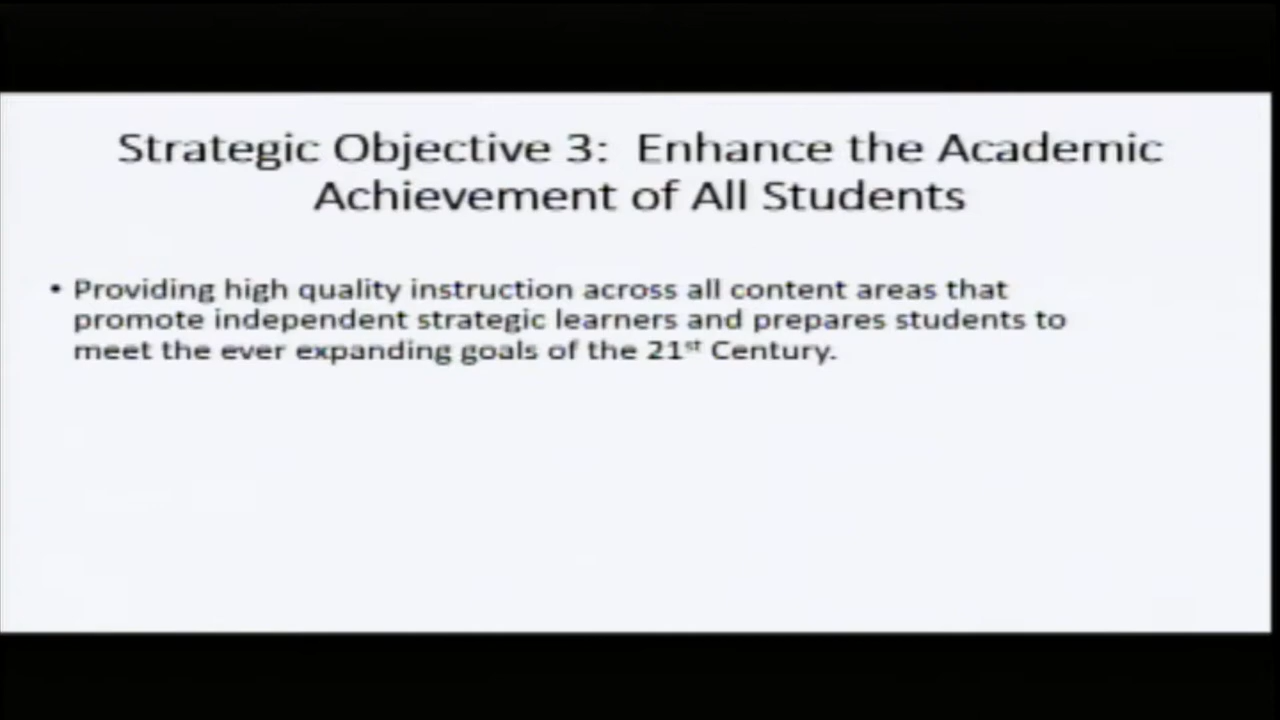 Strategic Objective 3:  Enhance the Academic
Achievement of All Students
• Providing high quality instruction across all content areas that
promote independent strategic learners and prepares students to
meet the ever expanding goals of the 21st Century.